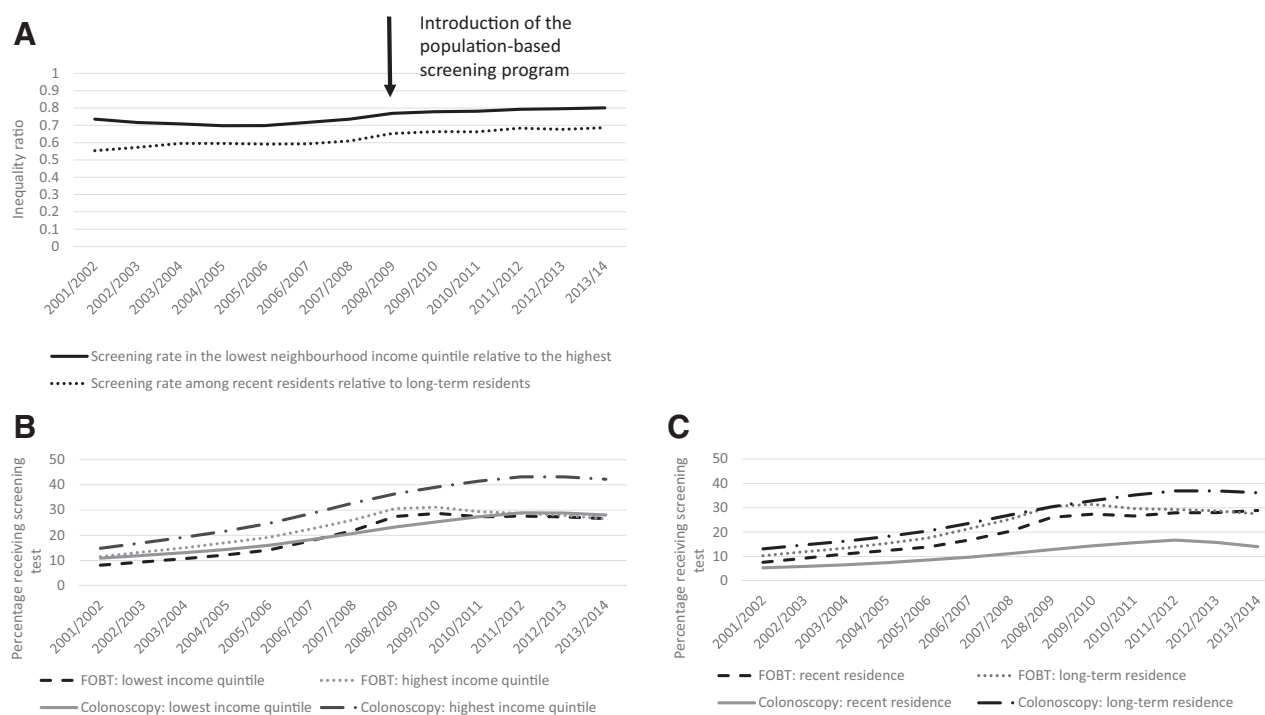 A
Introduction of the
population-based
screening program
Inequality ratio
1
0.9
0.8
0.7
0.6
0.5
0.4
0.3
0.2
0.1
0
2001/2002
2002/2003
2003/2004
2004/2005
2005/2006
2006/2007
2007/2008
2008/2009
2009/2010
2010/2011
2011/2012
2012/2013
2013/14
Screening rate in the lowest neighbourhood income quintile relative to the highest
Screening rate among recent residents relative to long-term residents
B
Percentage receiving screening
test
50
40
30
20
10
0
2001/2002
2002/2003
2003/2004
2004/2005
2005/2006
2006/2007
2007/2008
2008/2009
2009/2010
2010/2011
2011/2012
2012/2013
2013/2014
FOBT: lowest income quintile
FOBT: highest income quintile
Colonoscopy: lowest income quintile
Colonoscopy: highest income quintile
C
Percentage receiving screening
test
50
40
30
20
10
0
2001/2002
2002/2003
2003/2004
2004/2005
2005/2006
2006/2007
2007/2008
2008/2009
2009/2010
2010/2011
2011/2012
2012/2013
2013/2014
FOBT: recent residence
FOBT: long-term residence
Colonoscopy: recent residence
Colonoscopy: long-term residence